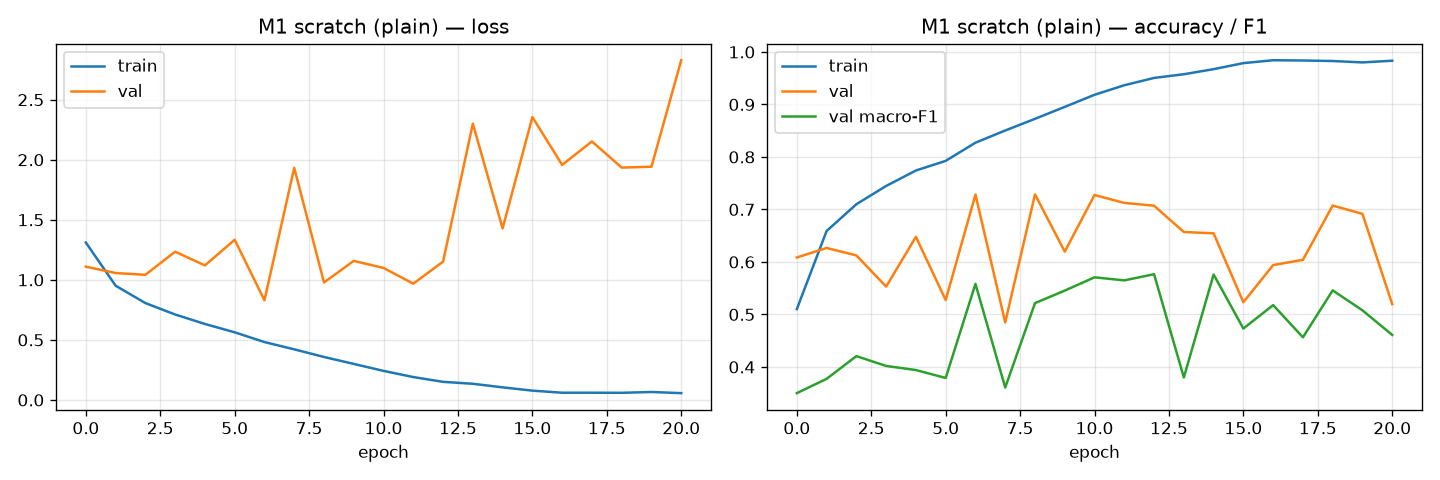 M1 scratch (plain) — loss
train
val
2.5
2.0
1.5
1.0
0.5
0.0
0.0 2.5 5.0 7.5 10.0 12.5 15.0 17.5 20.0
epoch
M1 scratch (plain) — accuracy / F1
train
val
val macro-F1
1.0
0.9
0.8
0.7
0.6
0.5
0.4
0.0 2.5 5.0 7.5 10.0 12.5 15.0 17.5 20.0
epoch